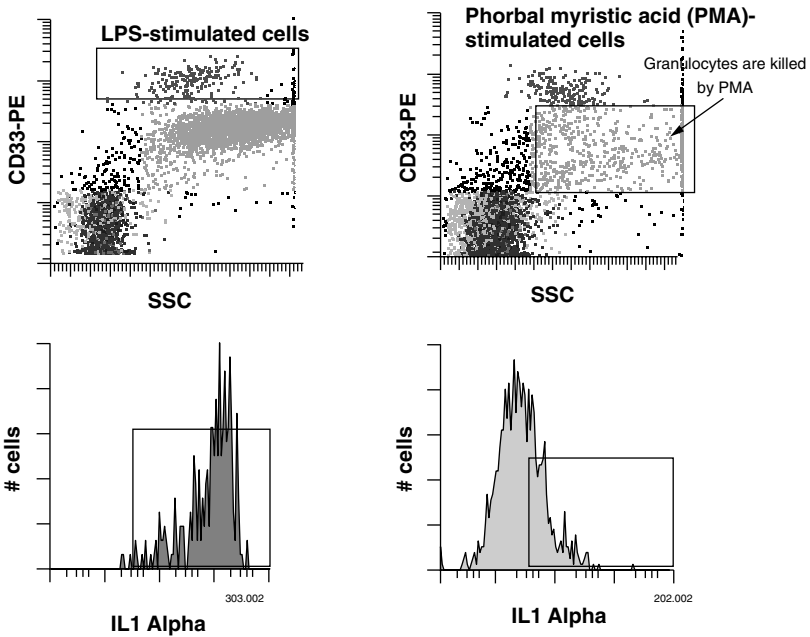 LPS-stimulated cells
CD33-PE
SSC
Phorbal myristic acid (PMA)-
stimulated cells
Granulocytes are killed
by PMA
CD33-PE
SSC
# cells
303.002
IL1 Alpha
# cells
202.002
IL1 Alpha